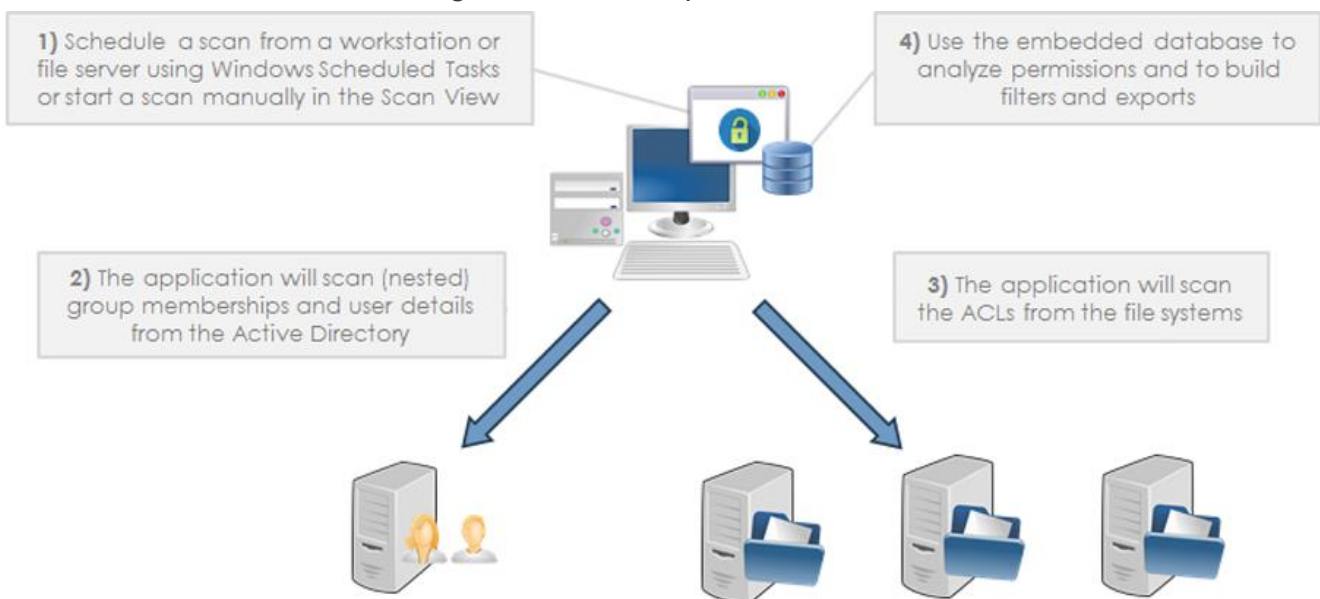 1) Schedule a scan from a workstation or
file server using Windows Scheduled Tasks
or start a scan manually in the Scan View
4) Use the embedded database to
analyze permissions and to build
filters and exports
2) The application will scan (nested)
group memberships and user details
from the Active Directory
3) The application will scan
the ACLs from the file systems